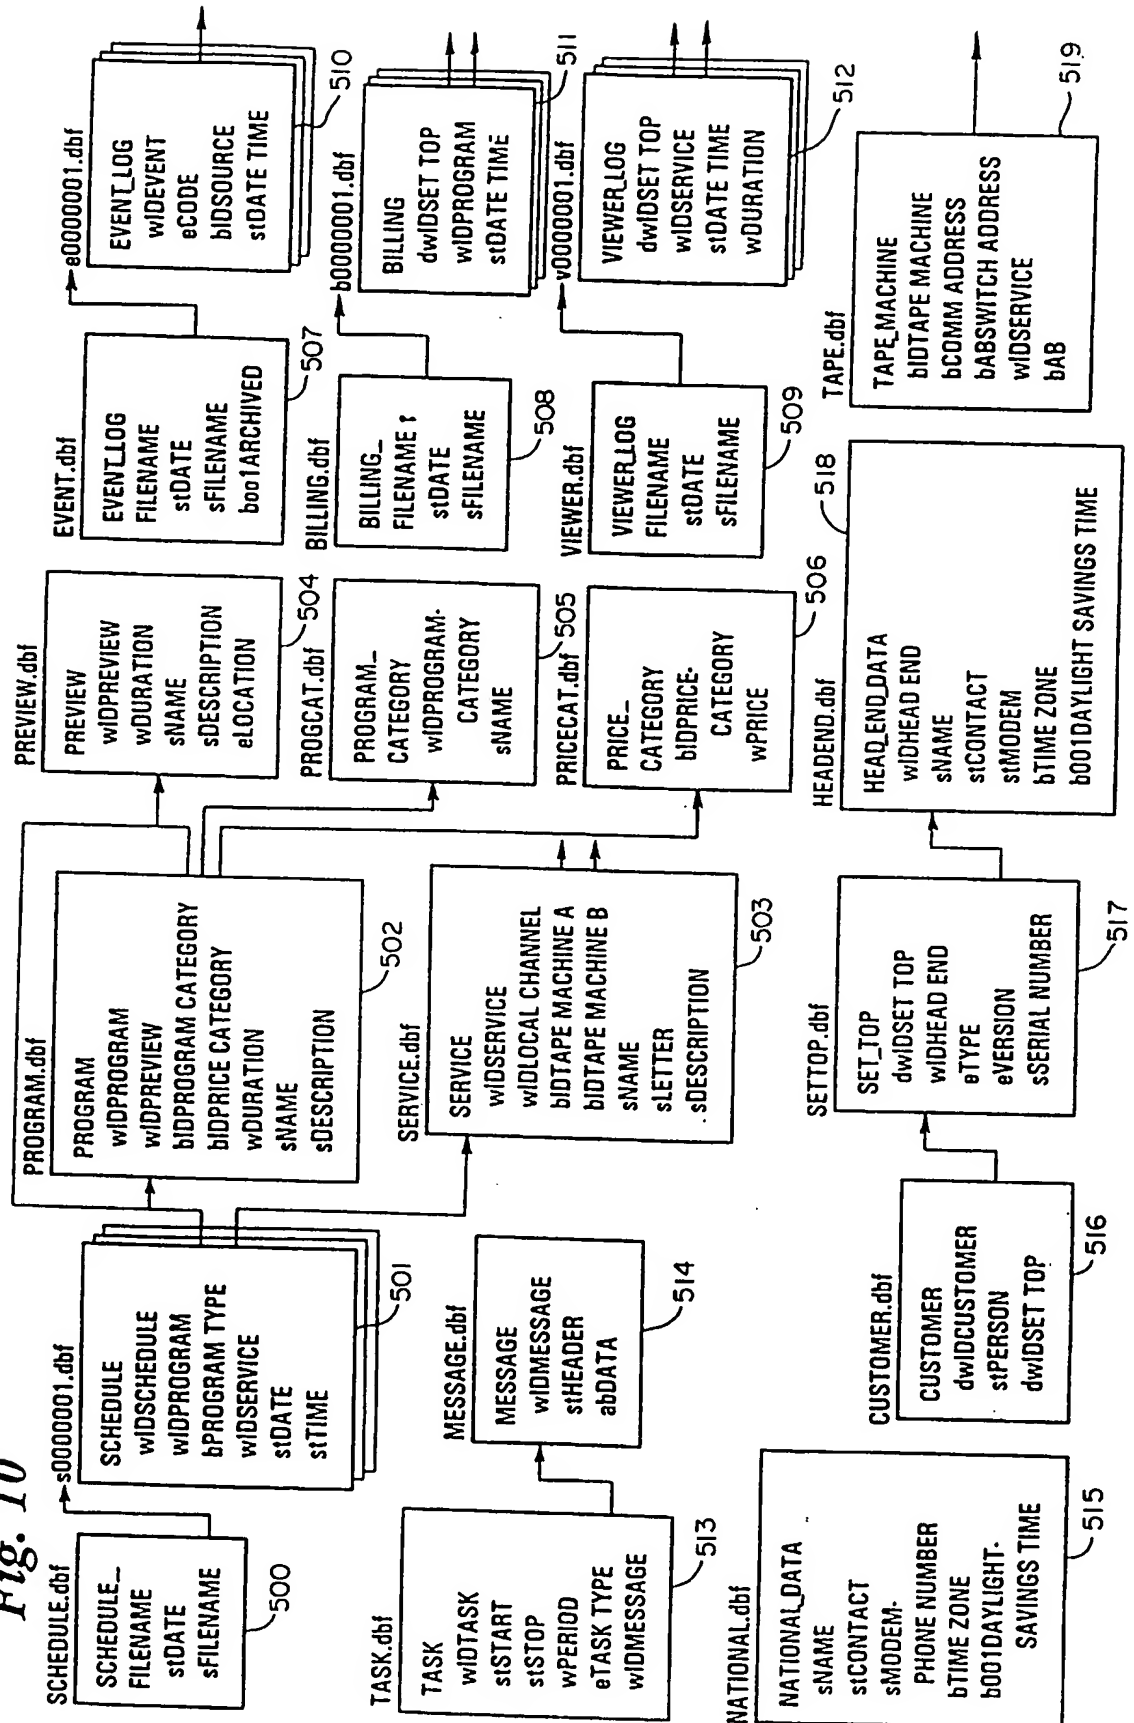 Fig. 10
SCHEDULE.dbf
SCHEDULE_
FILENAME
stDATE
sFILENAME
500
s0000001.dbf
SCHEDULE
wIDSCHEDULE
wIDPROGRAM
bPROGRAM TYPE
wIDSERVICE
stDATE
stTIME
501
PROGRAM.dbf
PROGRAM
wIDPROGRAM
wIDPREVIEW
bIDPROGRAM CATEGORY
bIDPRICE CATEGORY
wDURATION
sNAME
sDESCRIPTION
502
SERVICE.dbf
SERVICE
wIDSERVICE
wIDLOCAL CHANNEL
bIDTAPE MACHINE A
bIDTAPE MACHINE B
sNAME
sLETTER
sDESCRIPTION
503
PREVIEW.dbf
PREVIEW
wIDPREVIEW
wDURATION
sNAME
sDESCRIPTION
eLOCATION
504
PROGCAT.dbf
PROGRAM_
CATEGORY
wIDPROGRAM-
CATEGORY
sNAME
505
PRICECAT.dbf
PRICE_
CATEGORY
bIDPRICE-
CATEGORY
wPRICE
506
EVENT.dbf
EVENT_LOG
FILENAME
stDATE
sFILENAME
boo1ARCHIVED
507
BILLING.dbf
BILLING_
FILENAME
stDATE
sFILENAME
508
VIEWER.dbf
VIEWER_LOG
FILENAME
stDATE
sFILENAME
509
e0000001.dbf
EVENT_LOG
wIDEVENT
eCODE
bIDSOURCE
stDATE TIME
510
b0000001.dbf
BILLING
dwIDSET TOP
wIDPROGRAM
stDATE TIME
511
v0000001.dbf
VIEWER_LOG
dwIDSET TOP
wIDSERVICE
stDATE TIME
wDURATION
512
TASK.dbf
TASK
wIDTASK
stSTART
stSTOP
wPERIOD
eTASK TYPE
wIDMESSAGE
513
MESSAGE.dbf
MESSAGE
wIDMESSAGE
stHEADER
abDATA
514
NATIONAL.dbf
NATIONAL_DATA
sNAME
stCONTACT
sMODEM-
PHONE NUMBER
bTIME ZONE
b001DAYLIGHT-
SAVINGS TIME
515
CUSTOMER.dbf
CUSTOMER
dwIDCUSTOMER
stPERSON
dwIDSET TOP
516
SETTOP.dbf
SET_TOP
dwIDSET TOP
wIDHEAD END
eTYPE
eVERSION
sSERIAL NUMBER
517
HEADEND.dbf
HEAD_END_DATA
wIDHEAD END
sNAME
stCONTACT
stMODEM
bTIME ZONE
b001DAYLIGHT SAVINGS TIME
518
TAPE.dbf
TAPE_MACHINE
bIDTAPE MACHINE
bCOMM ADDRESS
bABSWITCH ADDRESS
wIDSERVICE
bAB
519